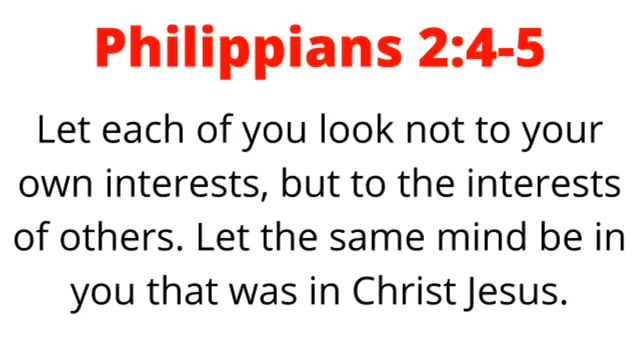 Philippians 2:4-5
Let each of you look not to your
own interests, but to the interests
of others. Let the same mind be in
you that was in Christ Jesus.